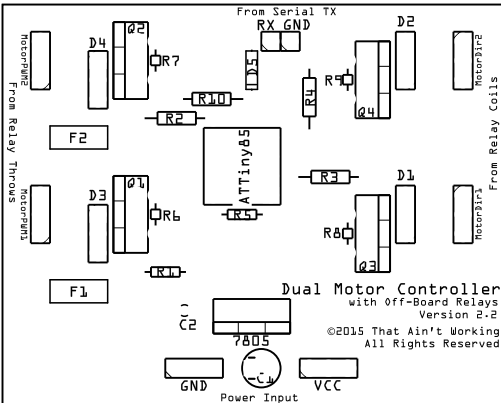 From Serial TX
RX GND
Q2
D4
R7
MotorPWM2
D5
R10
R2
R4
R9
Q4
D2
MotorDir2
From Relay Throws
From Relay Coils
F2
ATTiny85
R3
R5
Q1
D3
R6
MotorPWM1
R8
Q3
D1
MotorDir1
R1
F1
Dual Motor Controller
with Off-Board Relays
Version 2.2
©2015 That Ain't Working
All Rights Reserved
C2
7805
C1
GND
VCC
Power Input